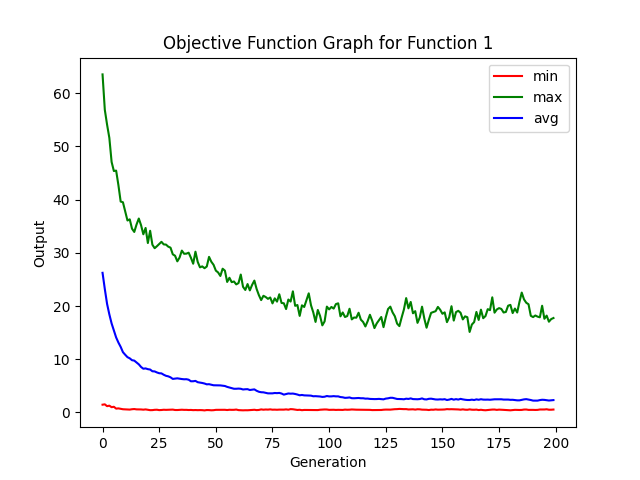 Objective Function Graph for Function 1
min
max
avg
Output
60
50
40
30
20
10
0
0 25 50 75 100 125 150 175 200
Generation